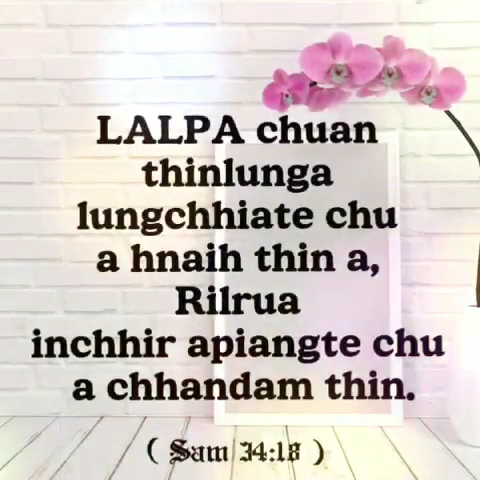 LALPA chuan
thinlunga
lungchhiate chu
a hnaih thin a,
Rilrua
inchhir apiangte chu
a chhandam thin.
( Sam 34:18 )